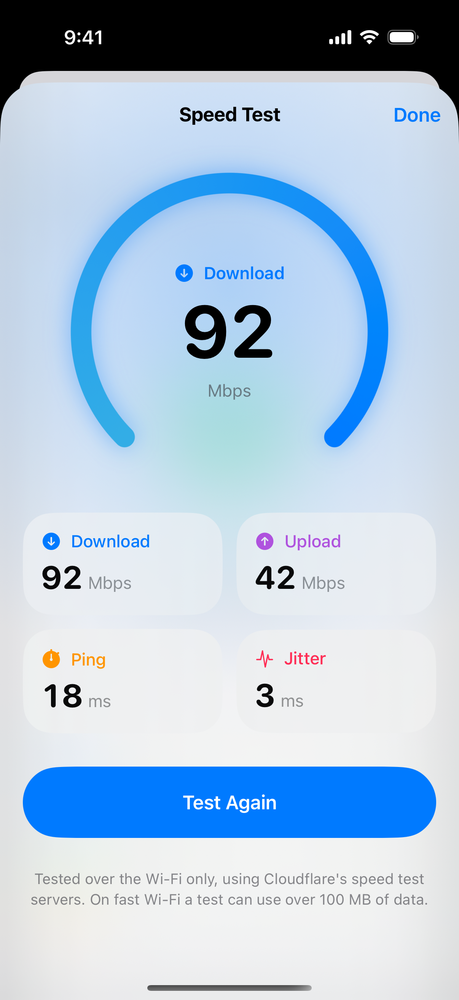 9:41
Speed Test
Done
Download
92
Mbps
Download
92 Mbps
Upload
42 Mbps
Ping
18 ms
Jitter
3 ms
Test Again
Tested over the Wi-Fi only, using Cloudflare's speed test
servers. On fast Wi-Fi a test can use over 100 MB of data.